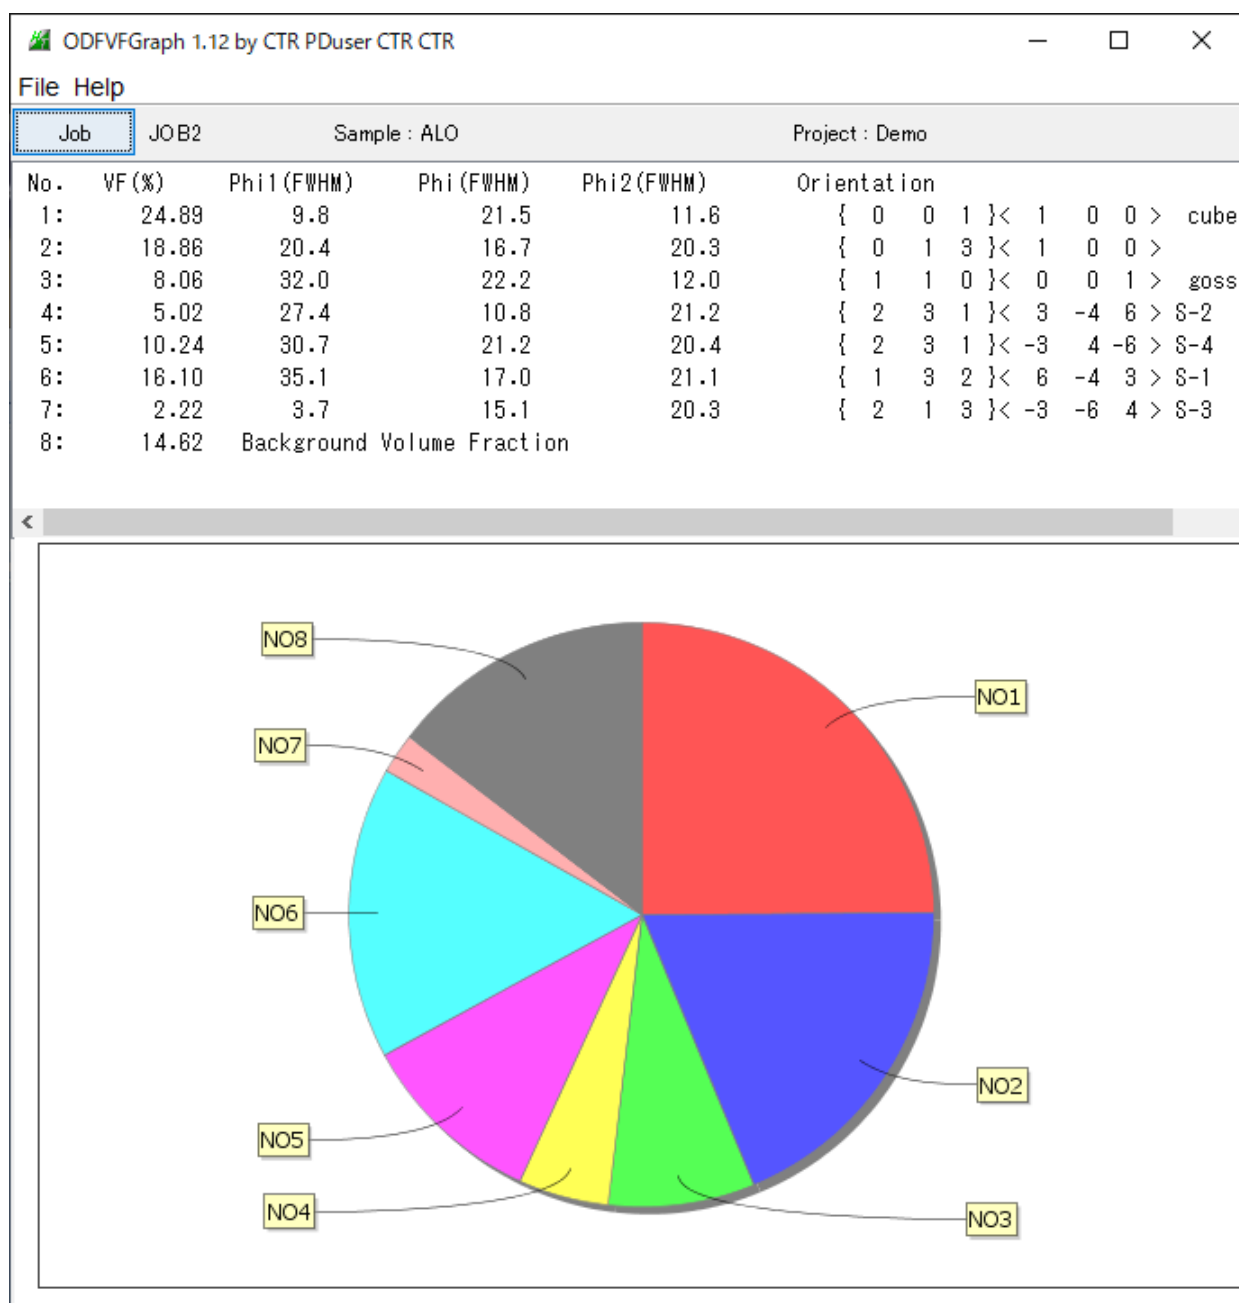 ODFVFGraph 1.12 by CTR PDuser CTR CTR
File Help
Job JOB2 Sample : ALO Project : Demo
No. VF(%) Phi1(FWHM) Phi(FWHM) Phi2(FWHM) Orientation
1: 24.89 9.8 21.5 11.6 { 0 0 1 }< 1 0 0 > cube
2: 18.86 20.4 16.7 20.3 { 0 1 3 }< 1 0 0 >
3: 8.06 32.0 22.2 12.0 { 1 1 0 }< 0 0 1 > goss
4: 5.02 27.4 10.8 21.2 { 2 3 1 }< 3 -4 6 > S-2
5: 10.24 30.7 21.2 20.4 { 2 3 1 }< -3 4 -6 > S-4
6: 16.10 35.1 17.0 21.1 { 1 3 2 }< 6 -4 3 > S-1
7: 2.22 3.7 15.1 20.3 { 2 1 3 }< -3 -6 4 > S-3
8: 14.62 Background Volume Fraction
NO8
NO1
NO7
NO6
NO2
NO5
NO4
NO3